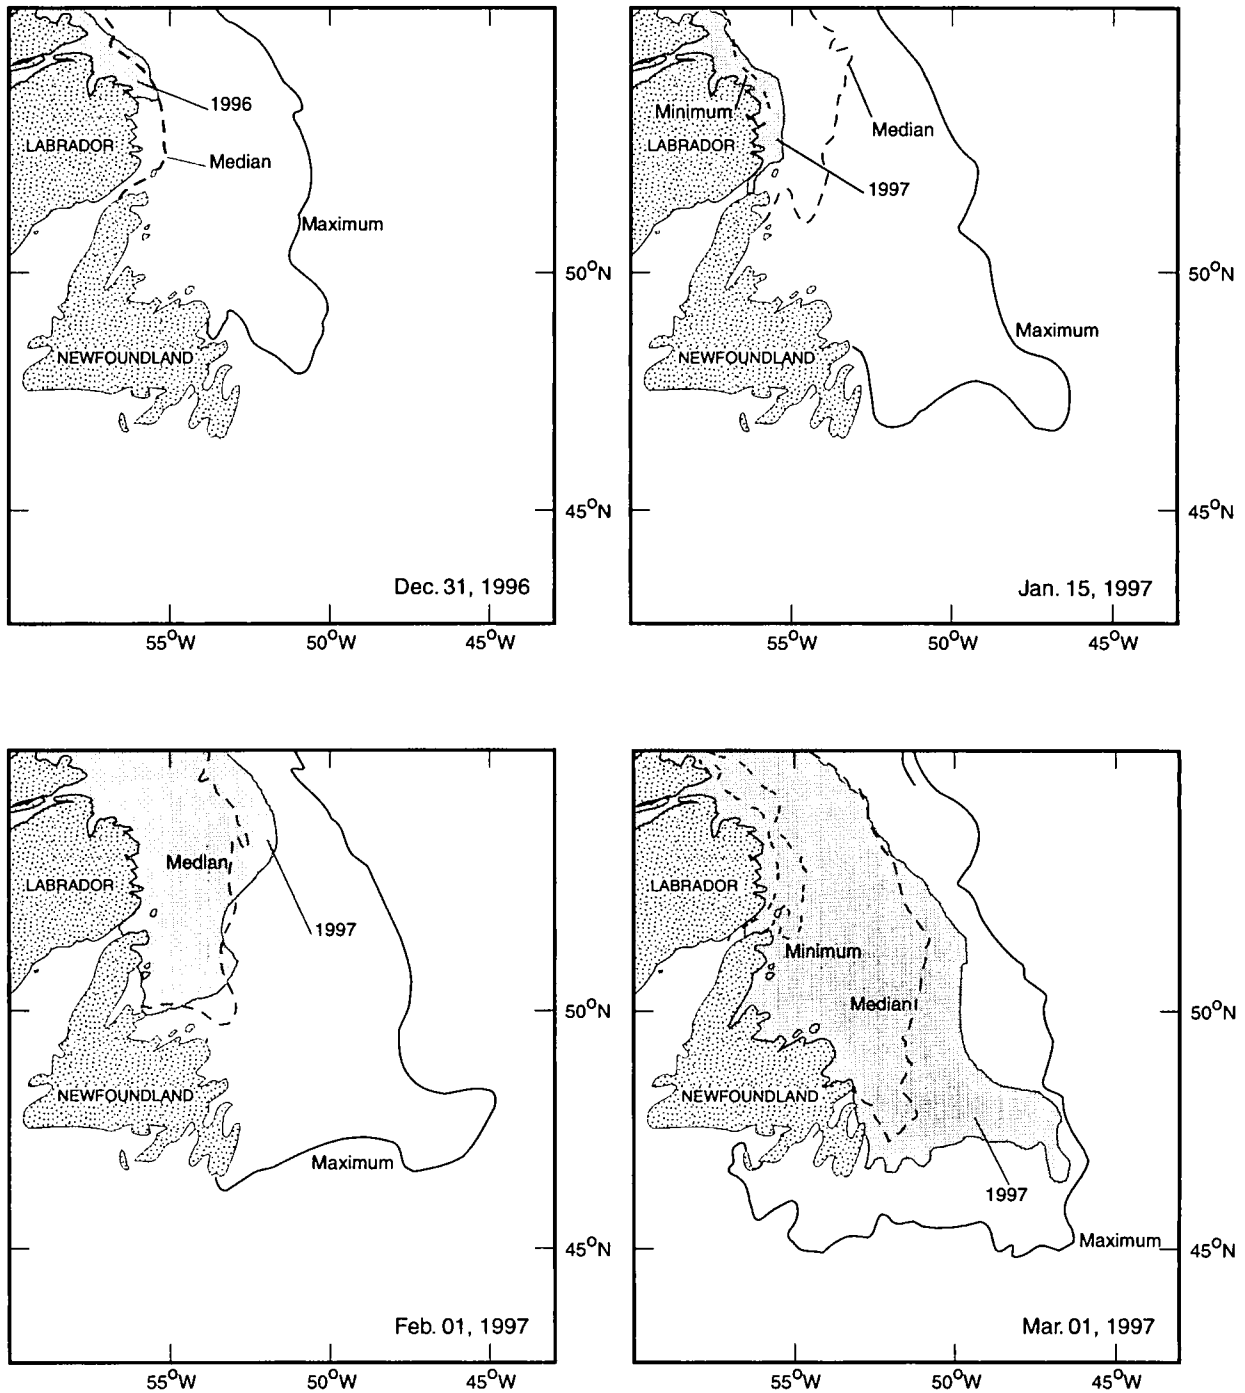 1996
LABRADOR
Median
Maximum
50°N
NEWFOUNDLAND
45°N
Dec. 31, 1996
55°W
50°W
45°W
Minimum
Median
LABRADOR
1997
50°N
Maximum
NEWFOUNDLAND
45°N
Jan. 15, 1997
55°W
50°W
45°W
Median
LABRADOR
1997
50°N
NEWFOUNDLAND
Maximum
45°N
Feb. 01, 1997
55°W
50°W
45°W
LABRADOR
Minimum
Median
50°N
NEWFOUNDLAND
1997
Maximum
45°N
Mar. 01, 1997
55°W
50°W
45°W